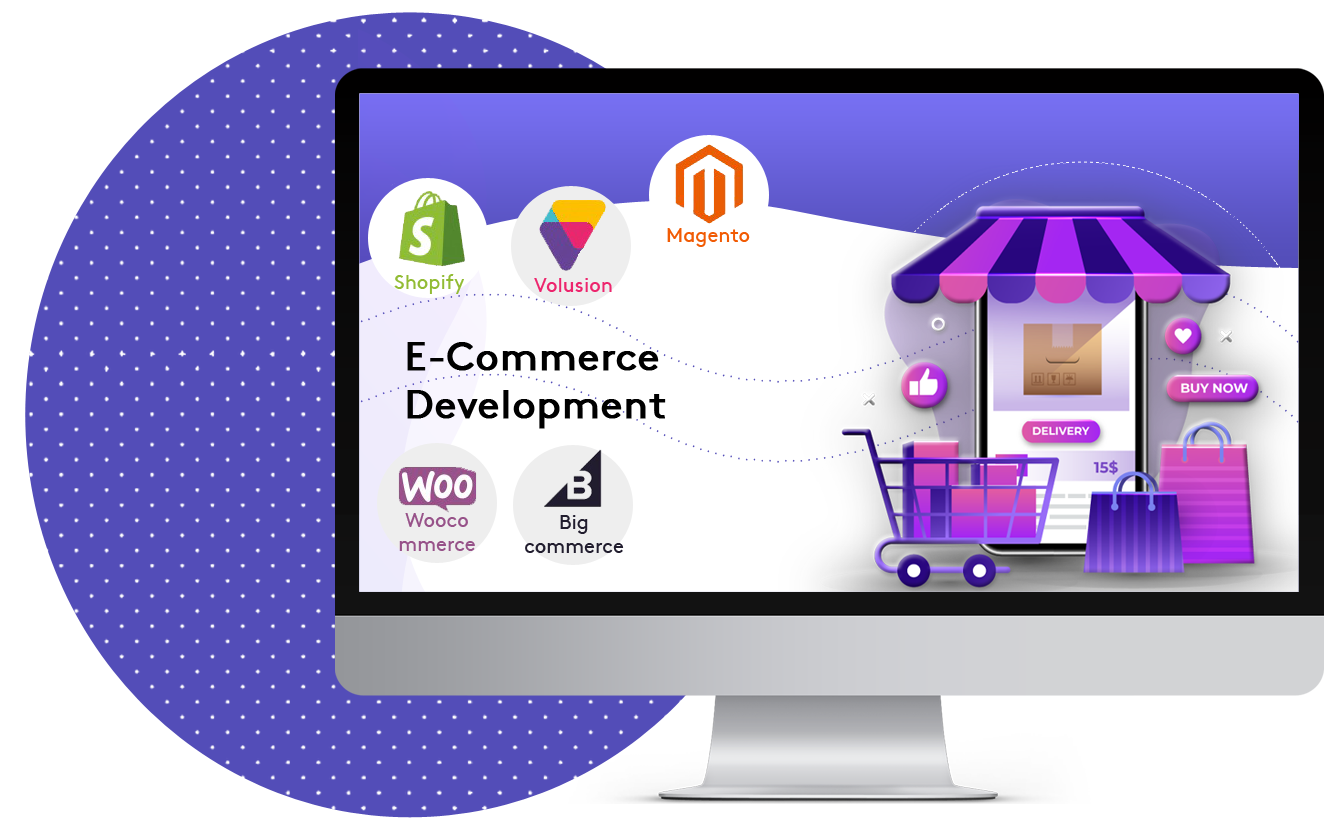 Magento
Shopify
Volusion
E-Commerce
Development
WOO
Wooco
mmerce
B
Big
commerce
BUY NOW
DELIVERY
15$